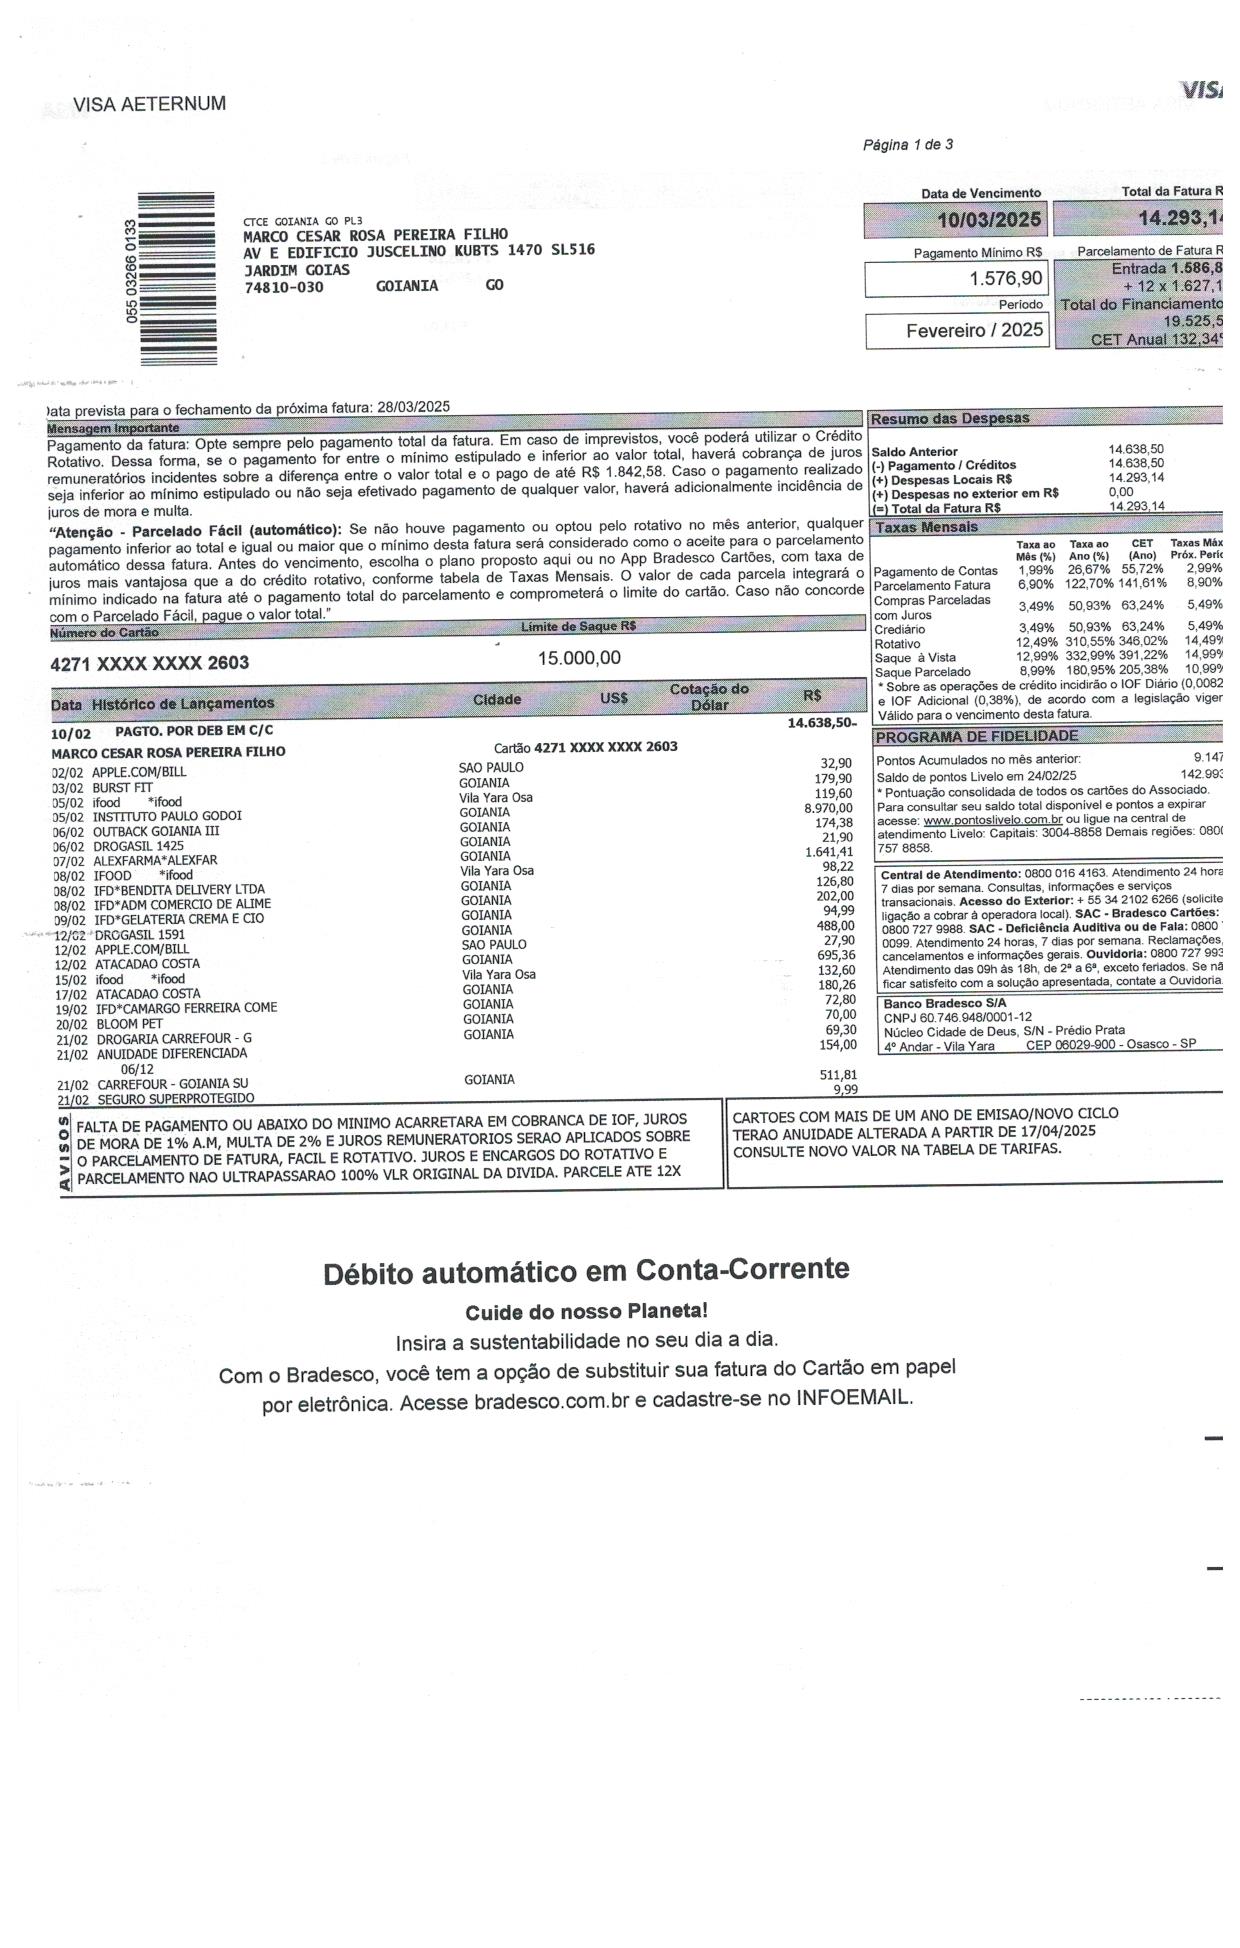 VISA AETERNUM
VISA
Página 1 de 3
055 03266 0133
CTCE GOIANIA GO PL3
MARCO CESAR ROSA PEREIRA FILHO
AV E EDIFICIO JUSCELINO KUBTS 1470 SL516
JARDIM GOIAS
74810-030 GOIANIA GO
Data de Vencimento
10/03/2025
Total da Fatura R
14.293,14
Pagamento Mínimo R$
1.576,90
Período
Fevereiro / 2025
Parcelamento de Fatura R
Entrada 1.586,8
+ 12 x 1.627,1
Total do Financiamento
19.525,5
CET Anual 132,34
ata prevista para o fechamento da próxima fatura: 28/03/2025
Mensagem Importante
Pagamento da fatura: Opte sempre pelo pagamento total da fatura. Em caso de imprevistos, você poderá utilizar o Crédito
Rotativo. Dessa forma, se o pagamento for entre o mínimo estipulado e inferior ao valor total, haverá cobrança de juros
remuneratórios incidentes sobre a diferença entre o valor total e o pago de até R$ 1.842,58. Caso o pagamento realizado
seja inferior ao mínimo estipulado ou não seja efetivado pagamento de qualquer valor, haverá adicionalmente incidência de
juros de mora e multa.
“Atenção - Parcelado Fácil (automático): Se não houve pagamento ou optou pelo rotativo no mês anterior, qualquer
pagamento inferior ao total e igual ou maior que o mínimo desta fatura será considerado como o aceite para o parcelamento
automático dessa fatura. Antes do vencimento, escolha o plano proposto aqui ou no App Bradesco Cartões, com taxa de
juros mais vantajosa que a do crédito rotativo, conforme tabela de Taxas Mensais. O valor de cada parcela integrará o
mínimo indicado na fatura até o pagamento total do parcelamento e comprometerá o limite do cartão. Caso não concorde
com o Parcelado Fácil, pague o valor total.”
Número do Cartão Limite de Saque R$
4271 XXXX XXXX 2603 15.000,00
Data Histórico de Lançamentos Cidade US$ Cotação do Dólar R$
10/02 PAGTO. POR DEB EM C/C 14.638,50-
MARCO CESAR ROSA PEREIRA FILHO Cartão 4271 XXXX XXXX 2603
02/02 APPLE.COM/BILL SAO PAULO 32,90
03/02 BURST FIT GOIANIA 179,90
05/02 ifood *ifood Vila Yara Osa 119,60
05/02 INSTITUTO PAULO GODOI GOIANIA 8.970,00
06/02 OUTBACK GOIANIA III GOIANIA 174,38
06/02 DROGASIL 1425 GOIANIA 21,90
07/02 ALEXFARMA*ALEXFAR GOIANIA 1.641,41
08/02 IFOOD *ifood Vila Yara Osa 98,22
08/02 IFD*BENDITA DELIVERY LTDA GOIANIA 126,80
08/02 IFD*ADM COMERCIO DE ALIME GOIANIA 202,00
09/02 IFD*GELATERIA CREMA E CIO GOIANIA 94,99
12/02 DROGASIL 1591 GOIANIA 488,00
12/02 APPLE.COM/BILL SAO PAULO 27,90
12/02 ATACADAO COSTA GOIANIA 695,36
15/02 ifood *ifood Vila Yara Osa 132,60
17/02 ATACADAO COSTA GOIANIA 180,26
19/02 IFD*CAMARGO FERREIRA COME GOIANIA 72,80
20/02 BLOOM PET GOIANIA 70,00
21/02 DROGARIA CARREFOUR - G GOIANIA 69,30
21/02 ANUIDADE DIFERENCIADA 154,00
06/12
21/02 CARREFOUR - GOIANIA SU GOIANIA 511,81
21/02 SEGURO SUPERPROTEGIDO 9,99
Resumo das Despesas
Saldo Anterior 14.638,50
(-) Pagamento / Créditos 14.638,50
(+) Despesas Locais R$ 14.293,14
(+) Despesas no exterior em R$ 0,00
(=) Total da Fatura R$ 14.293,14
Taxas Mensais
Taxa ao Mês (%) Taxa ao Ano (%) CET (Ano) Taxas Máx Próx. Perío
Pagamento de Contas 1,99% 26,67% 55,72% 2,99%
Parcelamento Fatura 6,90% 122,70% 141,61% 8,90%
Compras Parceladas
com Juros 3,49% 50,93% 63,24% 5,49%
Crediário 3,49% 50,93% 63,24% 5,49%
Rotativo 12,49% 310,55% 346,02% 14,49%
Saque à Vista 12,99% 332,99% 391,22% 14,99%
Saque Parcelado 8,99% 180,95% 205,38% 10,99%
* Sobre as operações de crédito incidirão o IOF Diário (0,0082
e IOF Adicional (0,38%), de acordo com a legislação viger
Válido para o vencimento desta fatura.
PROGRAMA DE FIDELIDADE
Pontos Acumulados no mês anterior: 9.147
Saldo de pontos Livelo em 24/02/25 142.993
* Pontuação consolidada de todos os cartões do Associado.
Para consultar seu saldo total disponível e pontos a expirar
acesse: www.pontoslivelo.com.br ou ligue na central de
atendimento Livelo: Capitais: 3004-8858 Demais regiões: 0800
757 8858.
Central de Atendimento: 0800 016 4163. Atendimento 24 hora
7 dias por semana. Consultas, informações e serviços
transacionais. Acesso do Exterior: + 55 34 2102 6266 (solicite
ligação a cobrar à operadora local). SAC - Bradesco Cartões:
0800 727 9988. SAC - Deficiência Auditiva ou de Fala: 0800
0099. Atendimento 24 horas, 7 dias por semana. Reclamações,
cancelamentos e informações gerais. Ouvidoria: 0800 727 993
Atendimento das 09h às 18h, de 2ª a 6ª, exceto feriados. Se nã
ficar satisfeito com a solução apresentada, contate a Ouvidoria.
Banco Bradesco S/A
CNPJ 60.746.948/0001-12
Núcleo Cidade de Deus, S/N - Prédio Prata
4º Andar - Vila Yara CEP 06029-900 - Osasco - SP
AVISOS
FALTA DE PAGAMENTO OU ABAIXO DO MINIMO ACARRETARA EM COBRANCA DE IOF, JUROS
DE MORA DE 1% A.M, MULTA DE 2% E JUROS REMUNERATORIOS SERAO APLICADOS SOBRE
O PARCELAMENTO DE FATURA, FACIL E ROTATIVO. JUROS E ENCARGOS DO ROTATIVO E
PARCELAMENTO NAO ULTRAPASSARAO 100% VLR ORIGINAL DA DIVIDA. PARCELE ATE 12X
CARTOES COM MAIS DE UM ANO DE EMISAO/NOVO CICLO
TERAO ANUIDADE ALTERADA A PARTIR DE 17/04/2025
CONSULTE NOVO VALOR NA TABELA DE TARIFAS.
Débito automático em Conta-Corrente
Cuide do nosso Planeta!
Insira a sustentabilidade no seu dia a dia.
Com o Bradesco, você tem a opção de substituir sua fatura do Cartão em papel
por eletrônica. Acesse bradesco.com.br e cadastre-se no INFOEMAIL.